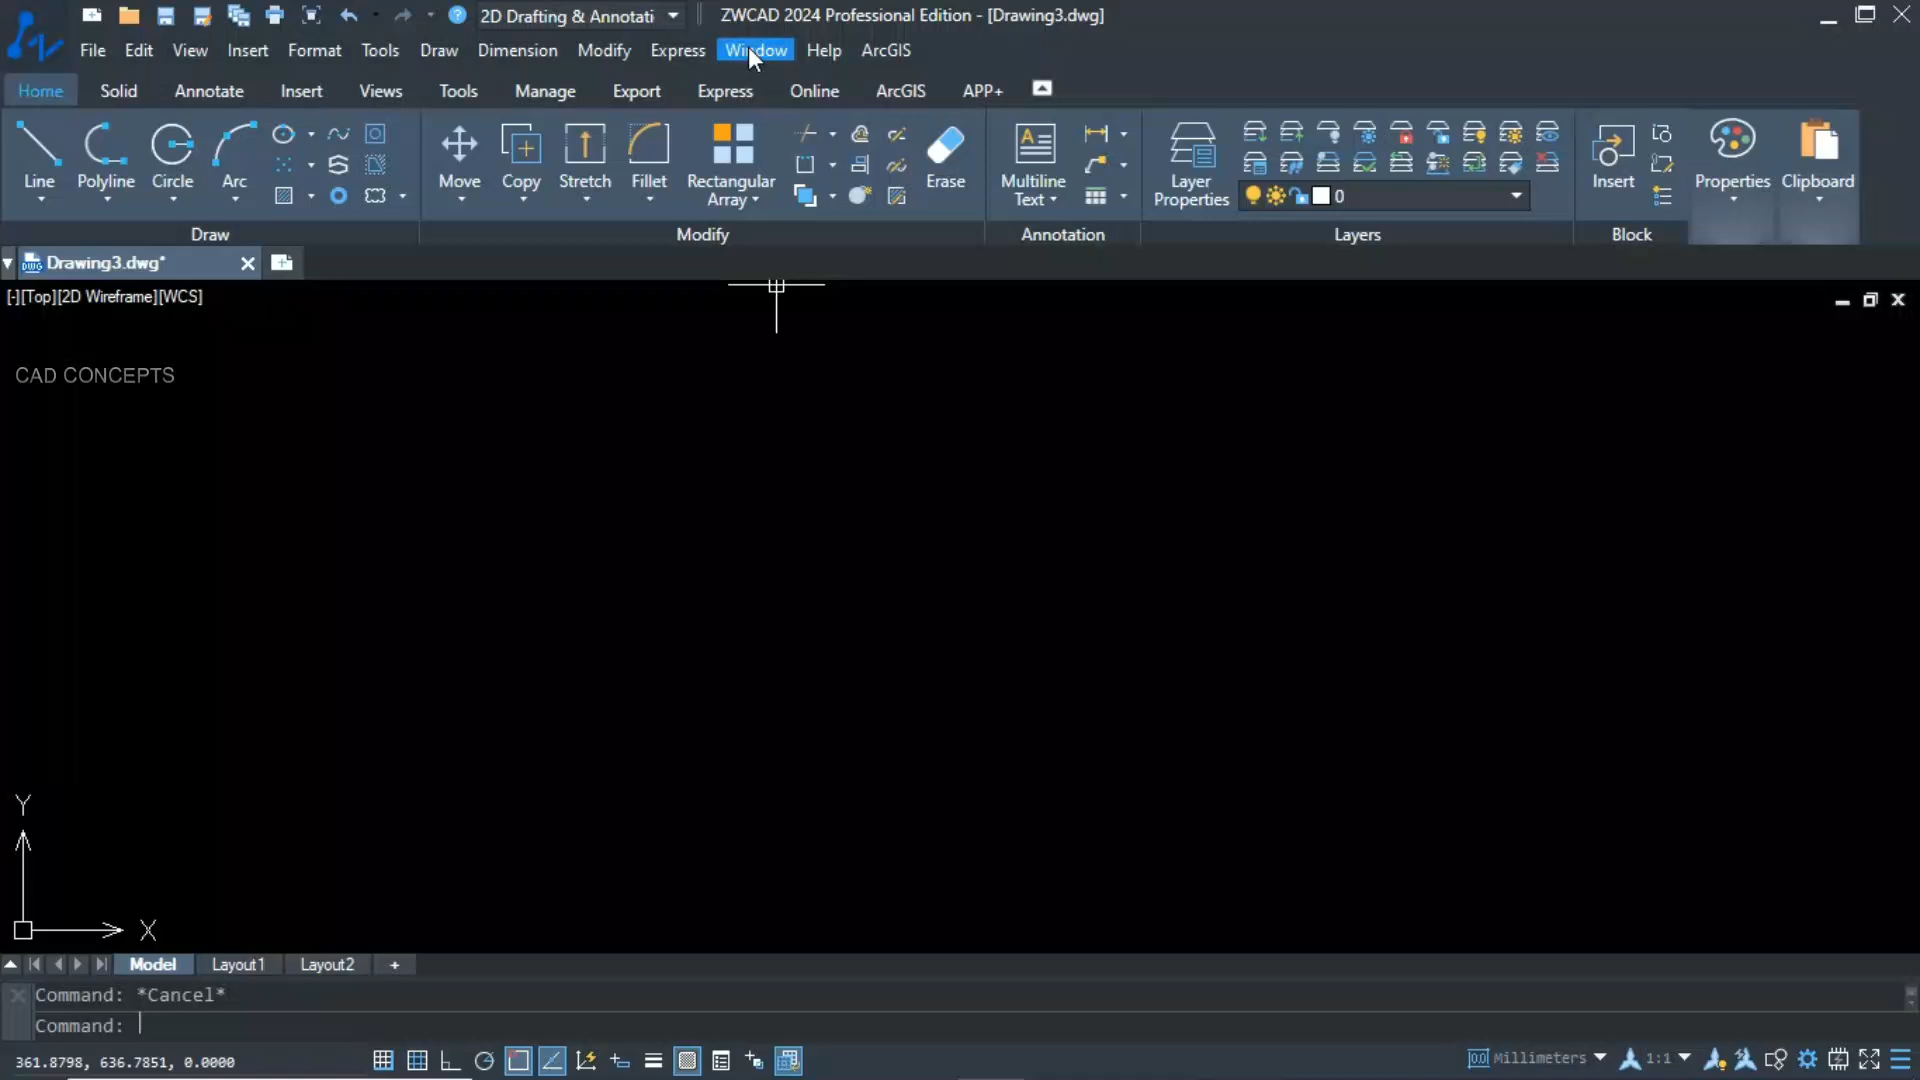 2D Drafting & Annotati
ZWCAD 2024 Professional Edition - [Drawing3.dwg]
File Edit View Insert Format Tools Draw Dimension Modify Express Window Help ArcGIS
Home Solid Annotate Insert Views Tools Manage Export Express Online ArcGIS APP+
Line Polyline Circle Arc Move Copy Stretch Fillet Rectangular Array Erase Multiline Text Layer Properties 0 Insert Properties Clipboard
Draw Modify Annotation Layers Block
Drawing3.dwg*
[-][Top][2D Wireframe][WCS]
CAD CONCEPTS
Y
X
Model Layout1 Layout2 +
Command: *Cancel*
Command:
361.8798, 636.7851, 0.0000 Millimeters 1:1